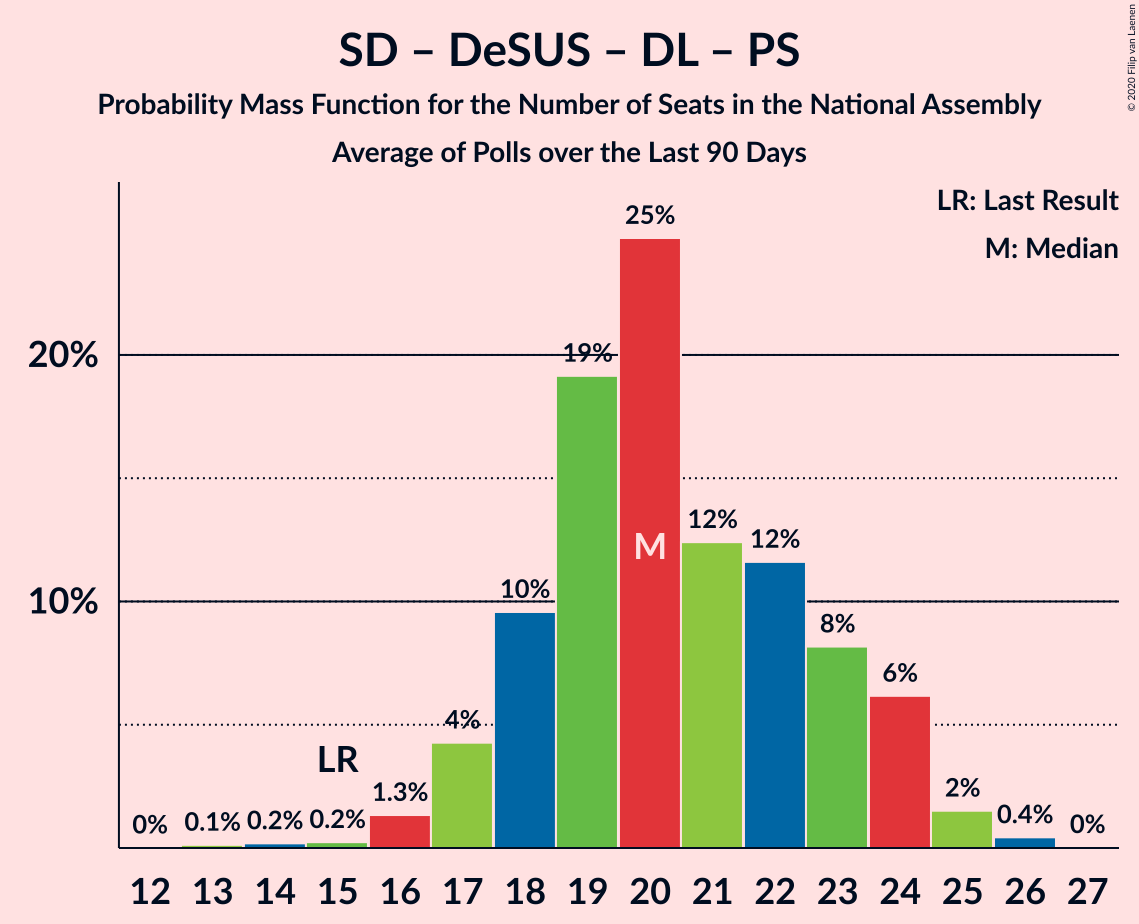 SD – DeSUS – DL – PS
Probability Mass Function for the Number of Seats in the National Assembly
Average of Polls over the Last 90 Days
© 2020 Filip van Laenen
LR: Last Result
M: Median
20%
10%
0%
0.1%
0.2%
0.2%
LR
1.3%
4%
10%
19%
25%
M
12%
12%
8%
6%
2%
0.4%
0%
12 13 14 15 16 17 18 19 20 21 22 23 24 25 26 27